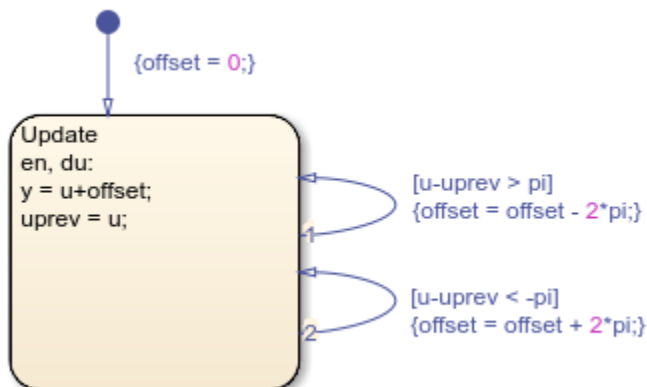 {offset = 0;}
Update
en, du:
y = u+offset;
uprev = u;
[u-uprev > pi]
{offset = offset - 2*pi;}
1
[u-uprev < -pi]
{offset = offset + 2*pi;}
2